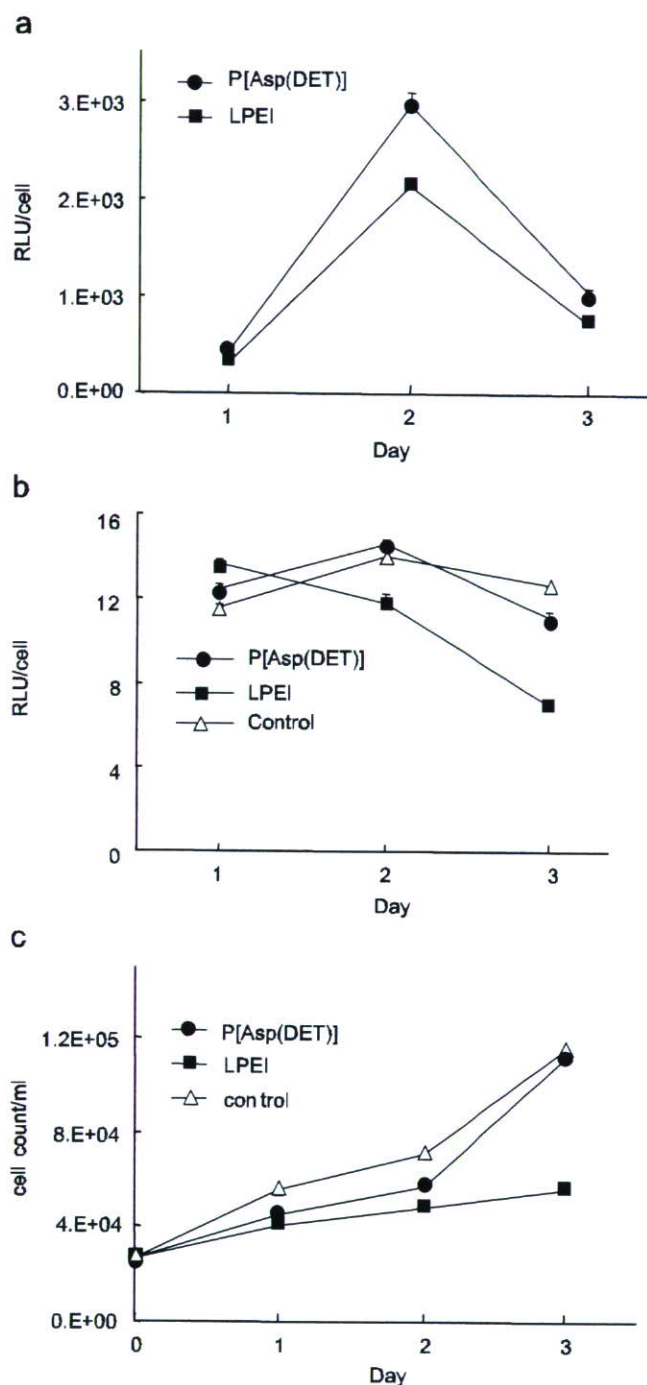 a
P[Asp(DET)]
LPEI
3.E+03
2.E+03
1.E+03
0.E+00
RLU/cell
1 2 3
Day
b
16
12
8
4
0
RLU/cell
P[Asp(DET)]
LPEI
Control
1 2 3
Day
c
1.2E+05
8.E+04
4.E+04
0.E+00
cell count/ml
P[Asp(DET)]
LPEI
control
0 1 2 3
Day